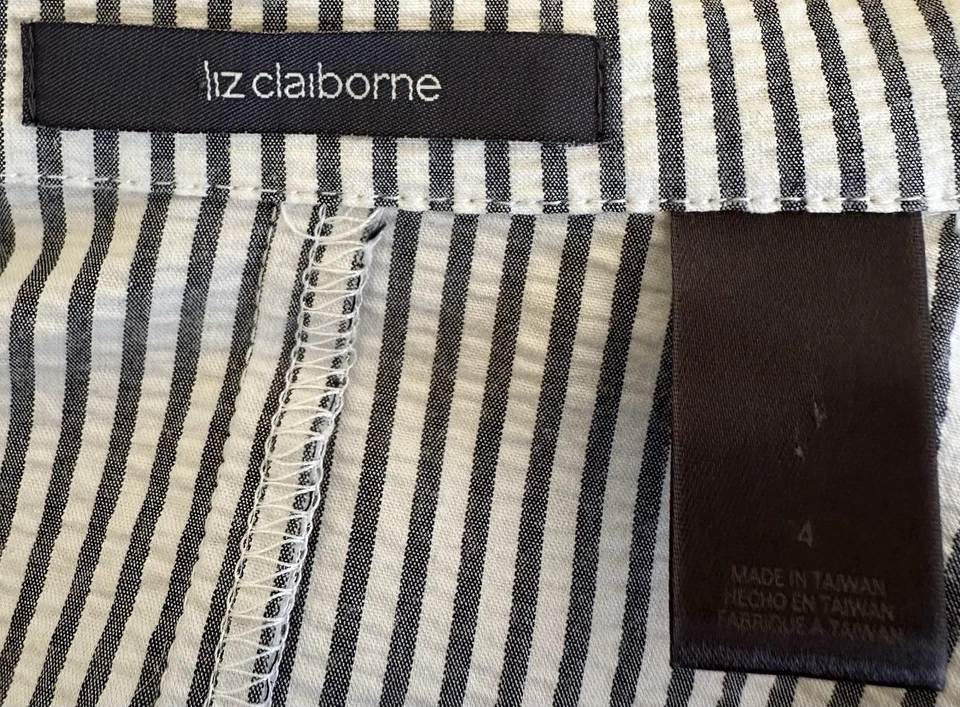 liz claiborne
4
MADE IN TAIWAN
HECHO EN TAIWAN
FABRIQUE A TAIWAN